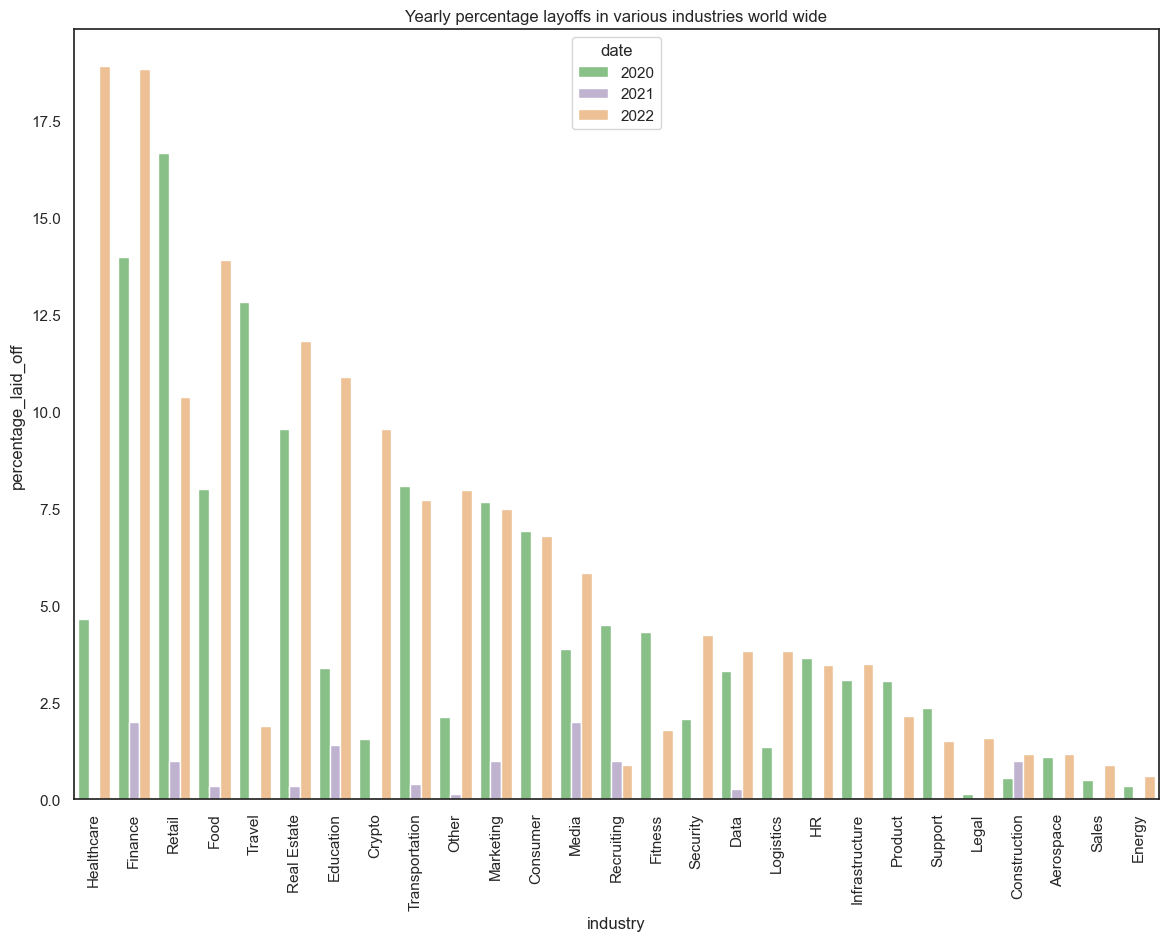 Yearly percentage layoffs in various industries world wide
date
2020
2021
2022
17.5
15.0
12.5
10.0
7.5
5.0
2.5
0.0
percentage_laid_off
Healthcare
Finance
Retail
Food
Travel
Real Estate
Education
Crypto
Transportation
Other
Marketing
Consumer
Media
Recruiting
Fitness
Security
Data
Logistics
HR
Infrastructure
Product
Support
Legal
Construction
Aerospace
Sales
Energy
industry